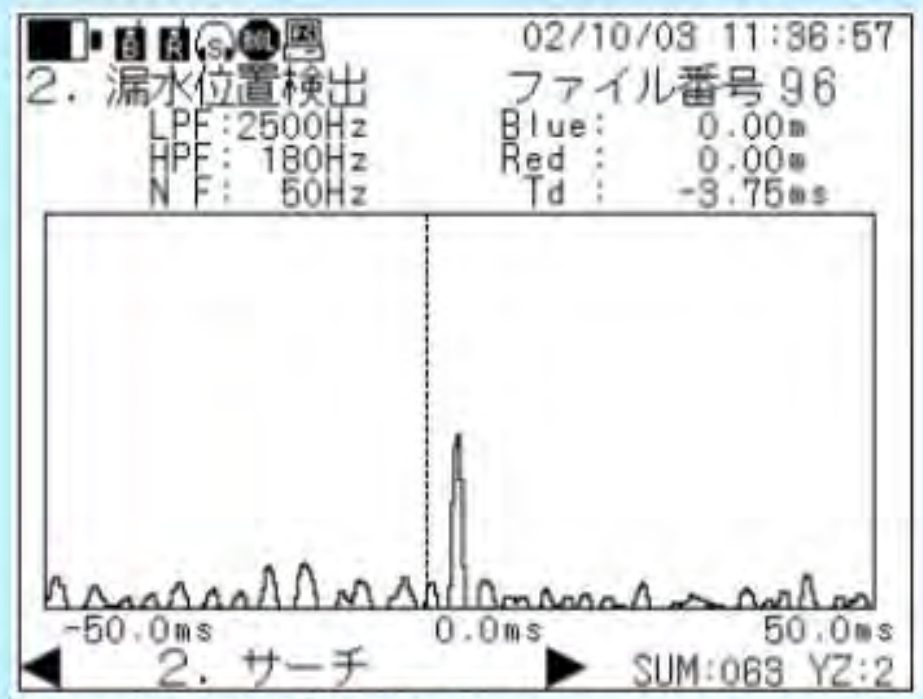 B R S 02/10/03 11:36:57
2. 漏水位置検出 ファイル番号 96
LPF:2500Hz Blue: 0.00m
HPF: 180Hz Red : 0.00m
N F: 50Hz Td : -3.75ms
-50.0ms 0.0ms 50.0ms
2. サーチ SUM:063 YZ:2